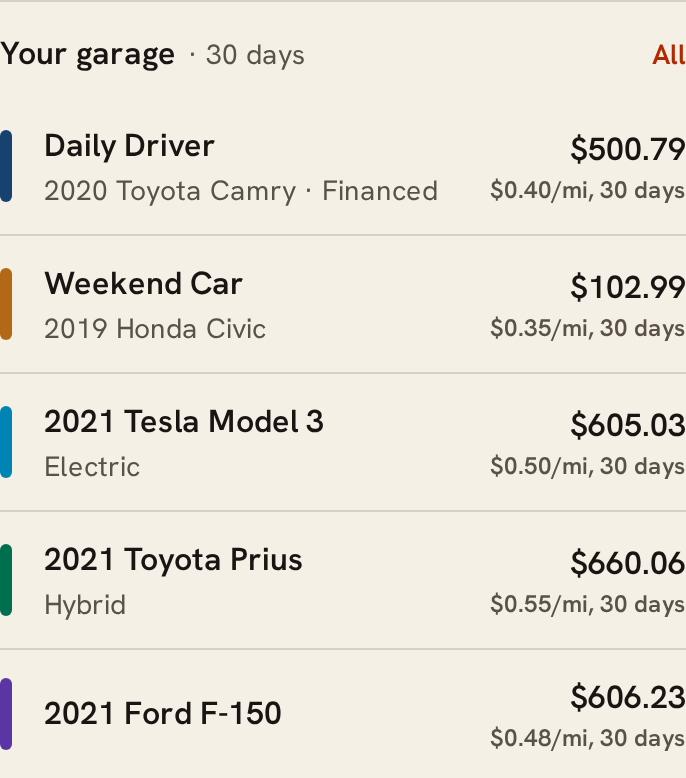 Your garage · 30 days
All
Daily Driver
$500.79
2020 Toyota Camry · Financed
$0.40/mi, 30 days
Weekend Car
$102.99
2019 Honda Civic
$0.35/mi, 30 days
2021 Tesla Model 3
$605.03
Electric
$0.50/mi, 30 days
2021 Toyota Prius
$660.06
Hybrid
$0.55/mi, 30 days
2021 Ford F-150
$606.23
$0.48/mi, 30 days